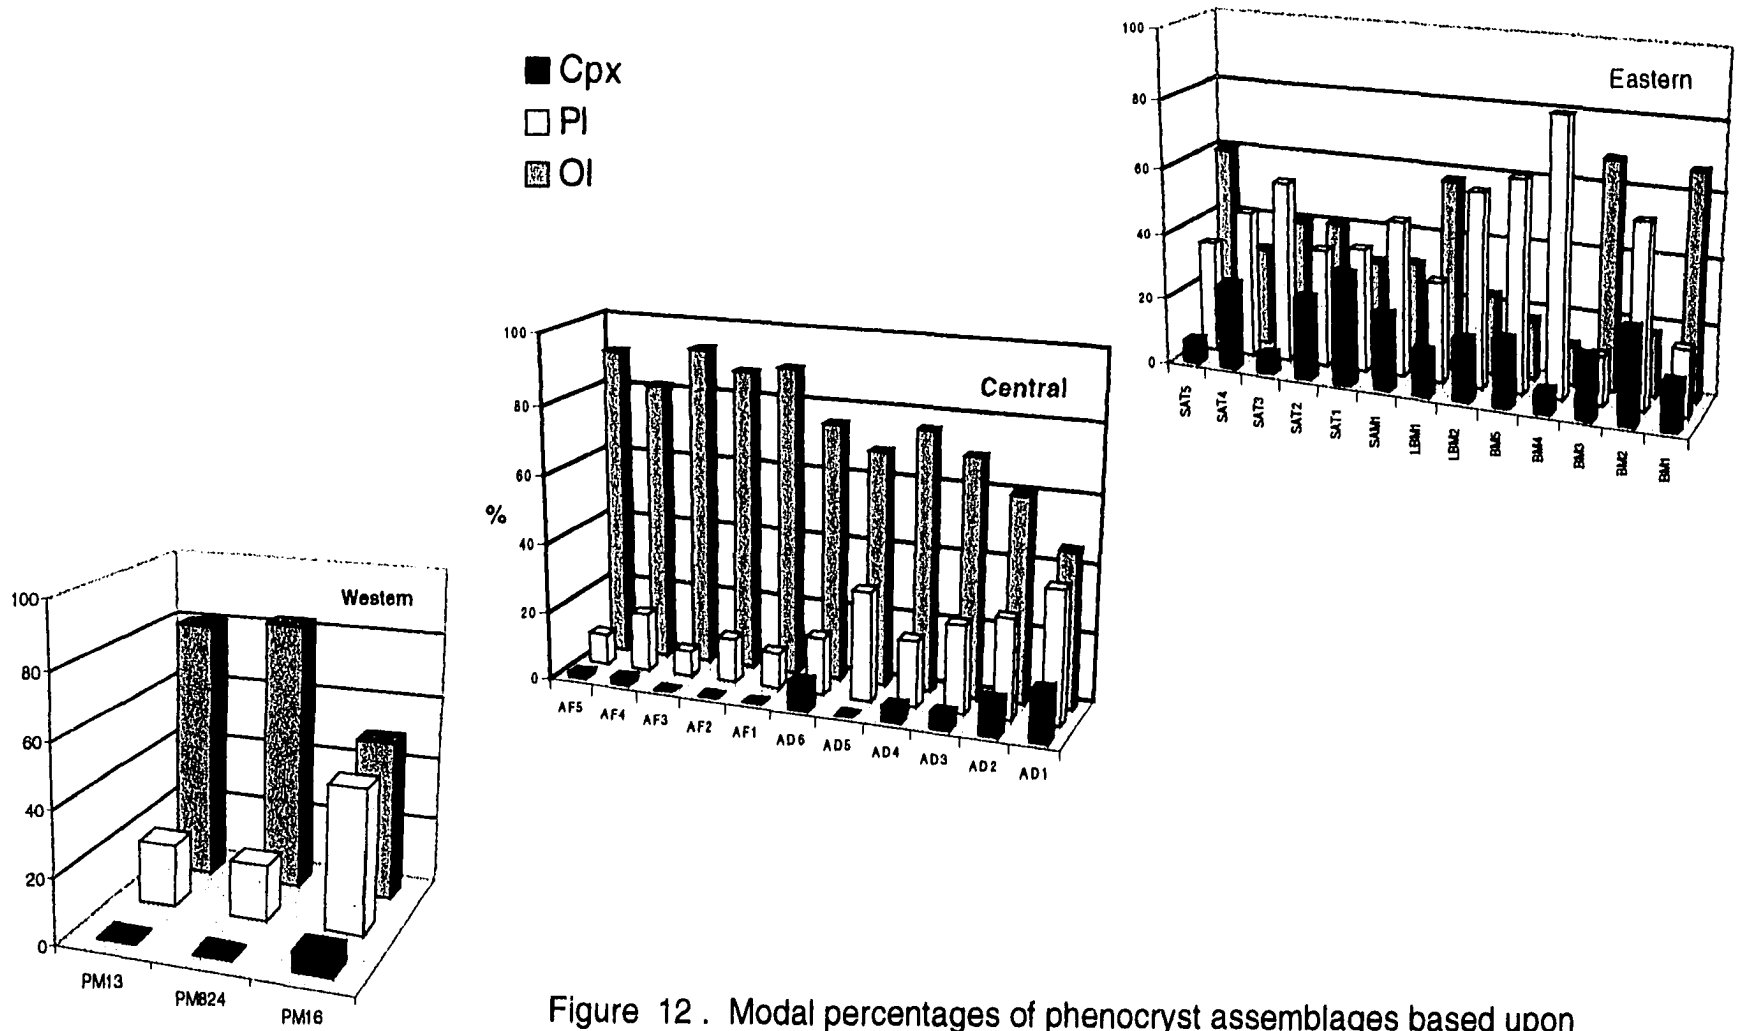 Cpx
Pl
Ol
Eastern
100
80
60
40
20
0
SAT5
SAT4
SAT3
SAT2
SAT1
SAM1
LBM1
LBM2
BM5
BM4
BM3
BM2
BM1
Central
100
80
60
40
20
0
%
AF5
AF4
AF3
AF2
AF1
AD6
AD5
AD4
AD3
AD2
AD1
Western
100
80
60
40
20
0
PM13
PM824
PM16
Figure 12. Modal percentages of phenocryst assemblages based upon